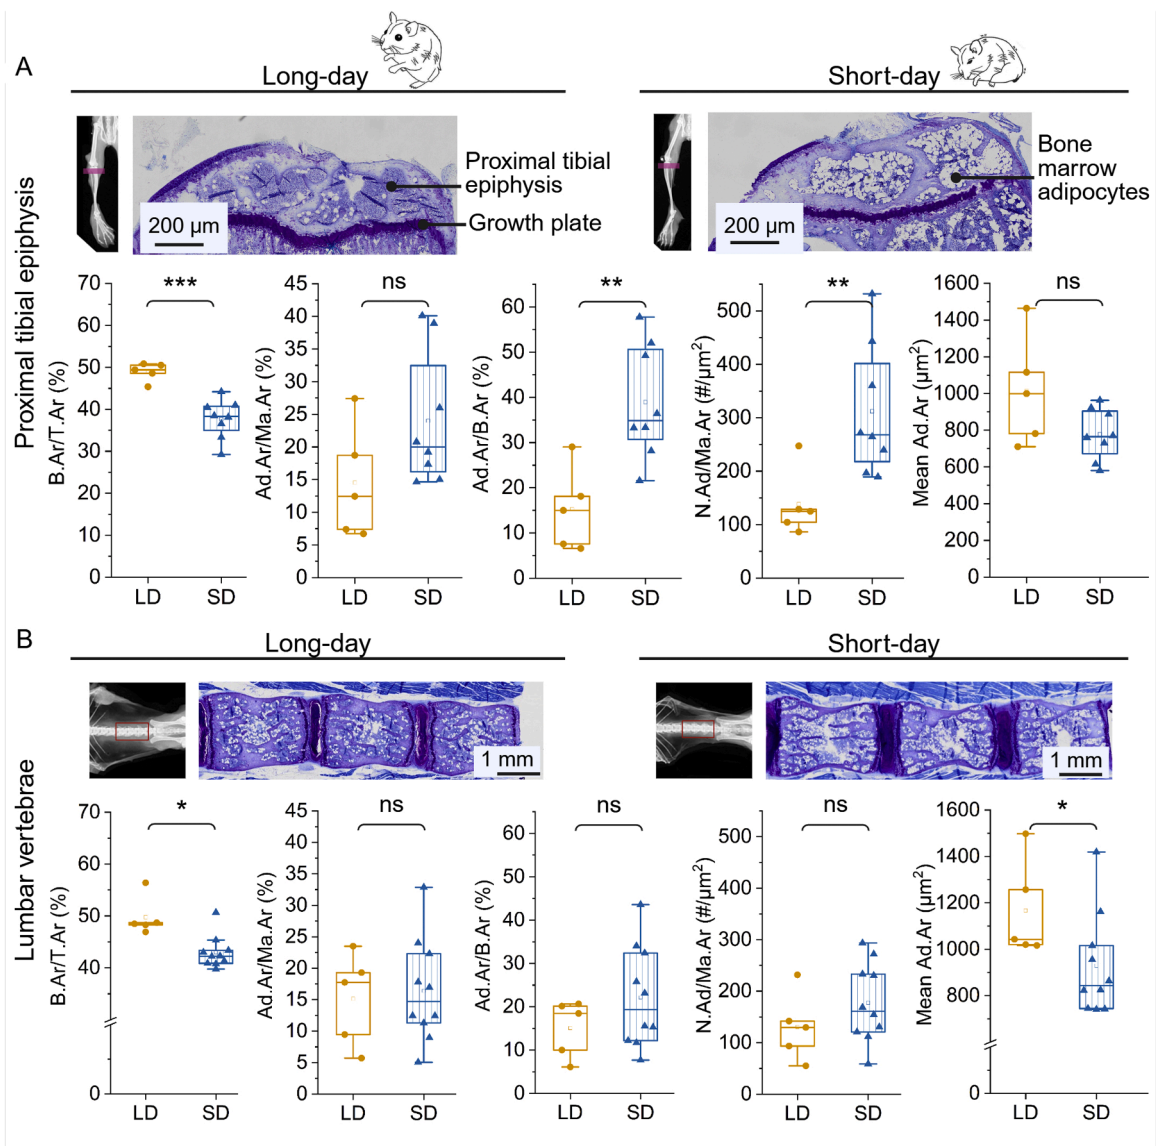 A
Long-day
Short-day
Proximal tibial
epiphysis
Growth plate
200 µm
Bone
marrow
adipocytes
200 µm
Proximal tibial epiphysis
B.Ar/T.Ar (%)
70
60
50
40
30
20
10
0
***
LD
SD
Ad.Ar/Ma.Ar (%)
45
40
35
30
25
20
15
10
5
0
ns
LD
SD
Ad.Ar/B.Ar (%)
60
50
40
30
20
10
0
**
LD
SD
N.Ad/Ma.Ar (#/µm²)
500
400
300
200
100
0
**
LD
SD
Mean Ad.Ar (µm²)
1600
1400
1200
1000
800
600
400
200
0
ns
LD
SD
B
Long-day
Short-day
1 mm
1 mm
Lumbar vertebrae
B.Ar/T.Ar (%)
70
60
50
40
0
*
LD
SD
Ad.Ar/Ma.Ar (%)
45
40
35
30
25
20
15
10
5
0
ns
LD
SD
Ad.Ar/B.Ar (%)
60
50
40
30
20
10
0
ns
LD
SD
N.Ad/Ma.Ar (#/µm²)
500
400
300
200
100
0
ns
LD
SD
Mean Ad.Ar (µm²)
1600
1400
1200
1000
800
0
*
LD
SD